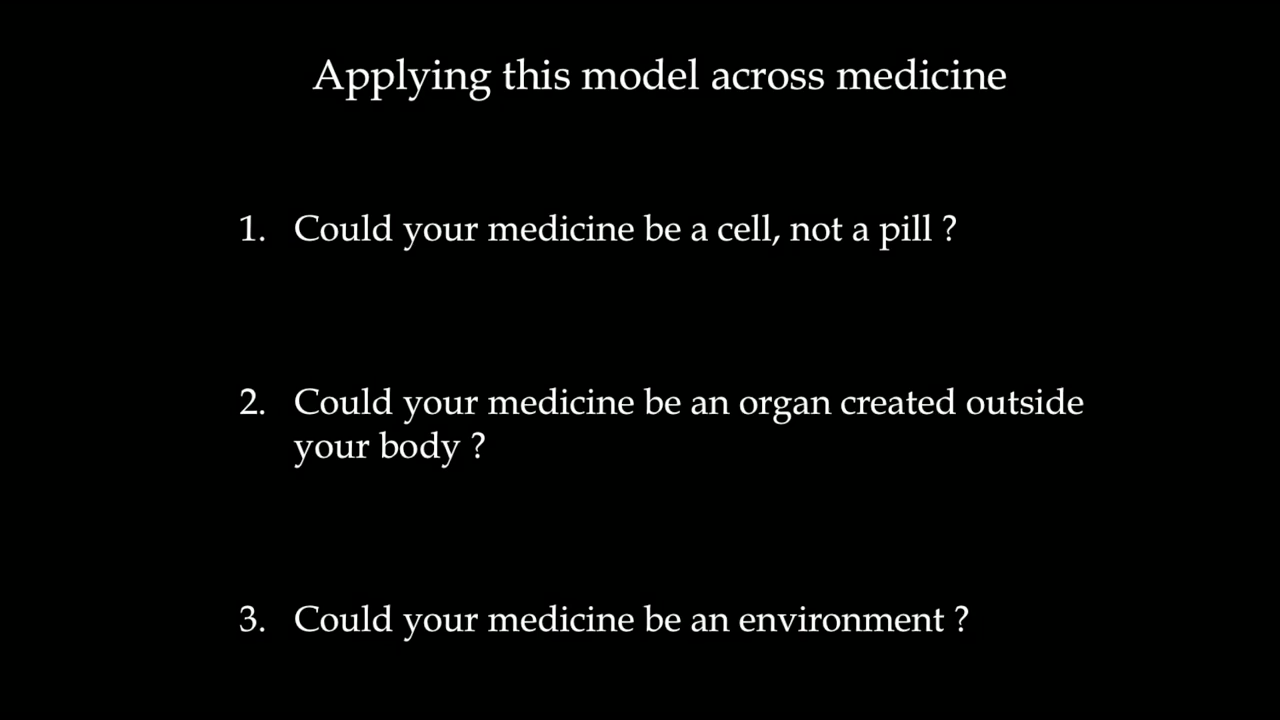 Applying this model across medicine
1. Could your medicine be a cell, not a pill ?
2. Could your medicine be an organ created outside
your body ?
3. Could your medicine be an environment ?